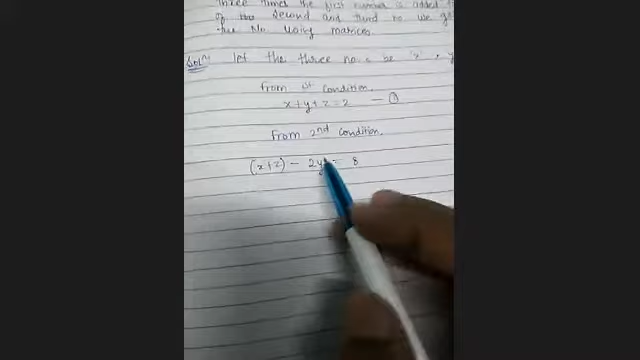 three times the first number is added t
of the second and third no we ge
the No. using matrices
Solⁿ. let the three no.s be 'x', y
from 1st condition.
x+y+z=2 — ①
from 2nd condition.
(x+z) - 2y = 8